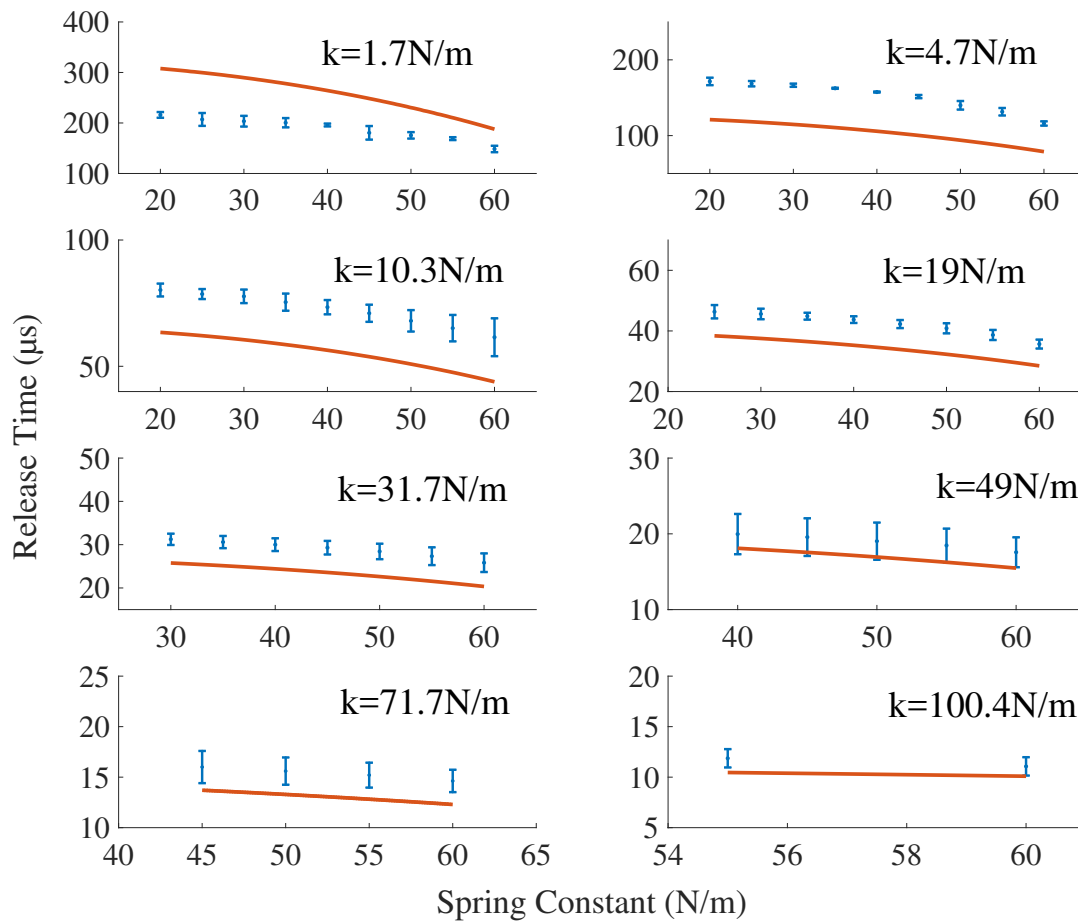 400
300
200
100
k=1.7N/m
20 30 40 50 60
200
100
k=4.7N/m
20 30 40 50 60
100
50
k=10.3N/m
20 30 40 50 60
60
40
20
k=19N/m
20 30 40 50 60
50
40
30
20
k=31.7N/m
30 40 50 60
30
20
10
k=49N/m
40 50 60
25
20
15
10
k=71.7N/m
40 45 50 55 60 65
20
15
10
5
k=100.4N/m
54 56 58 60
Release Time (μs)
Spring Constant (N/m)